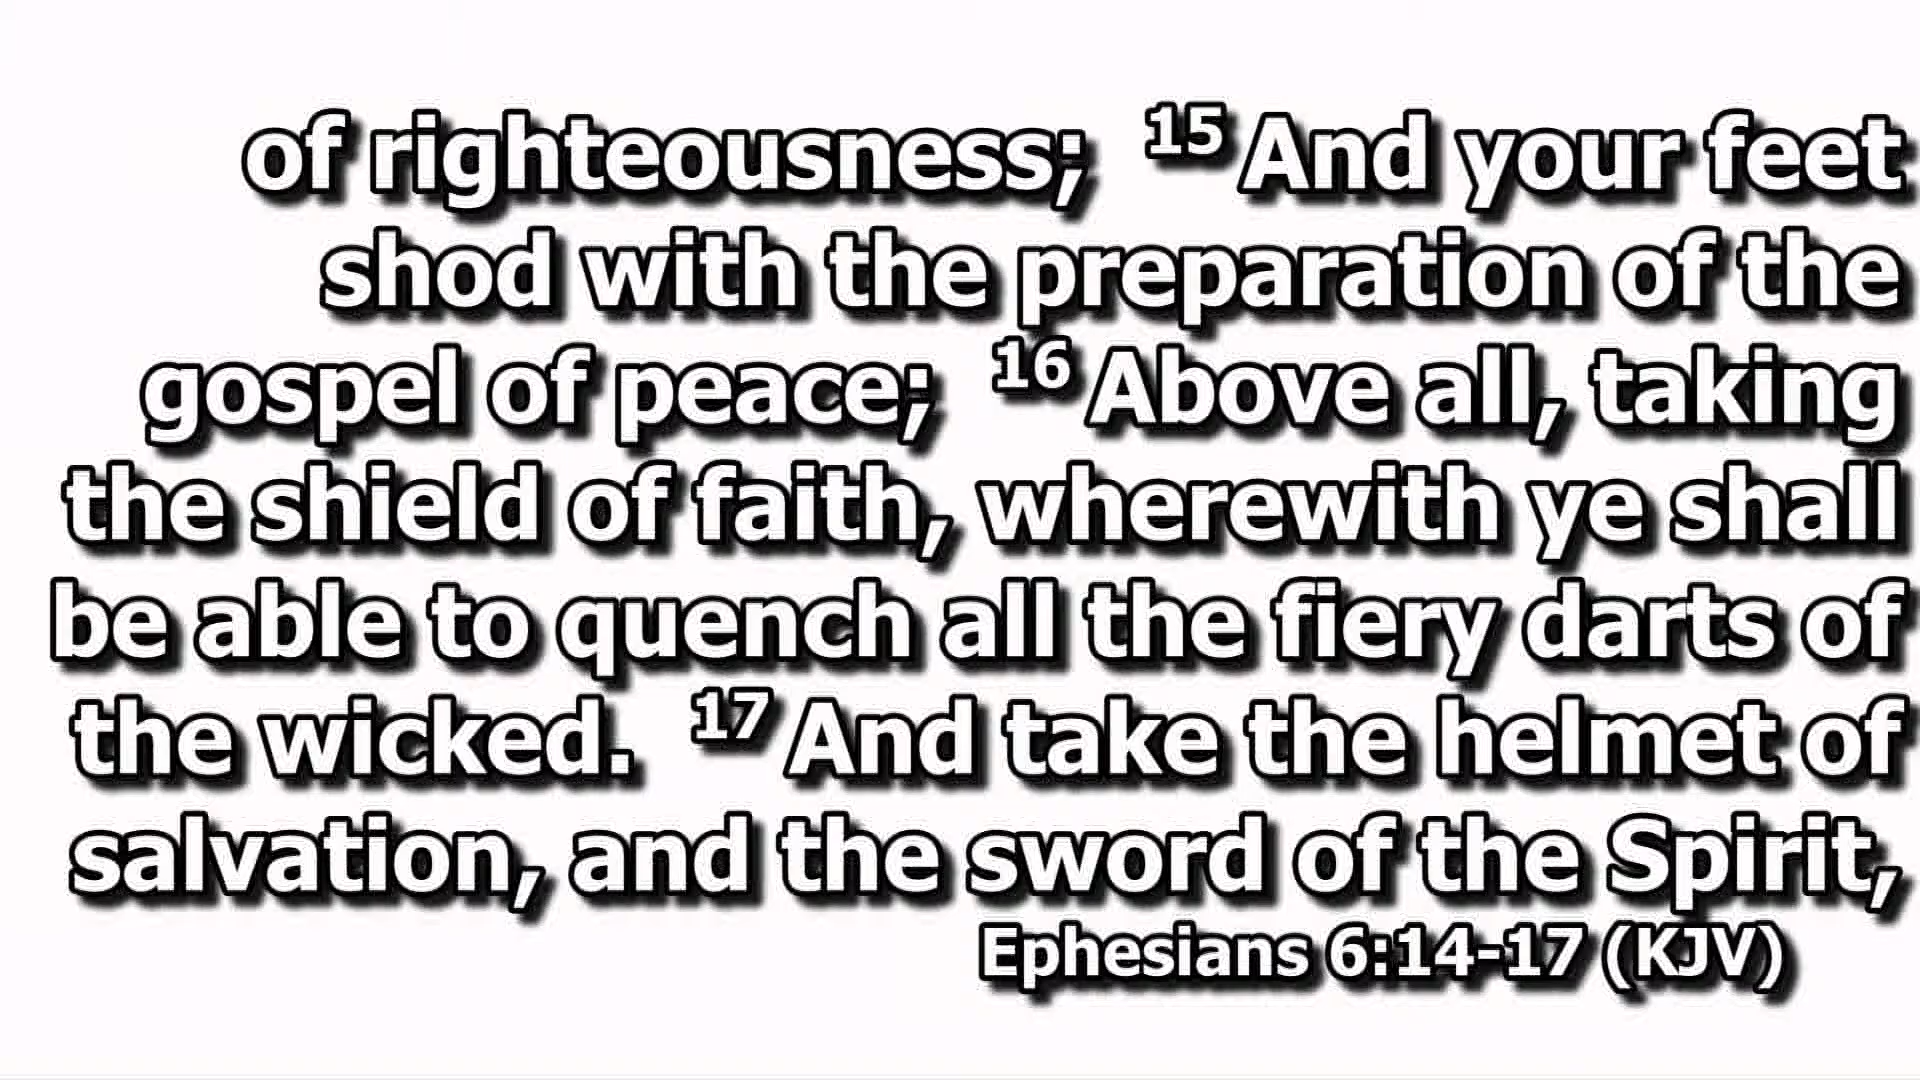 of righteousness; 15 And your feet
shod with the preparation of the
gospel of peace; 16 Above all, taking
the shield of faith, wherewith ye shall
be able to quench all the fiery darts of
the wicked. 17 And take the helmet of
salvation, and the sword of the Spirit,
Ephesians 6:14-17 (KJV)